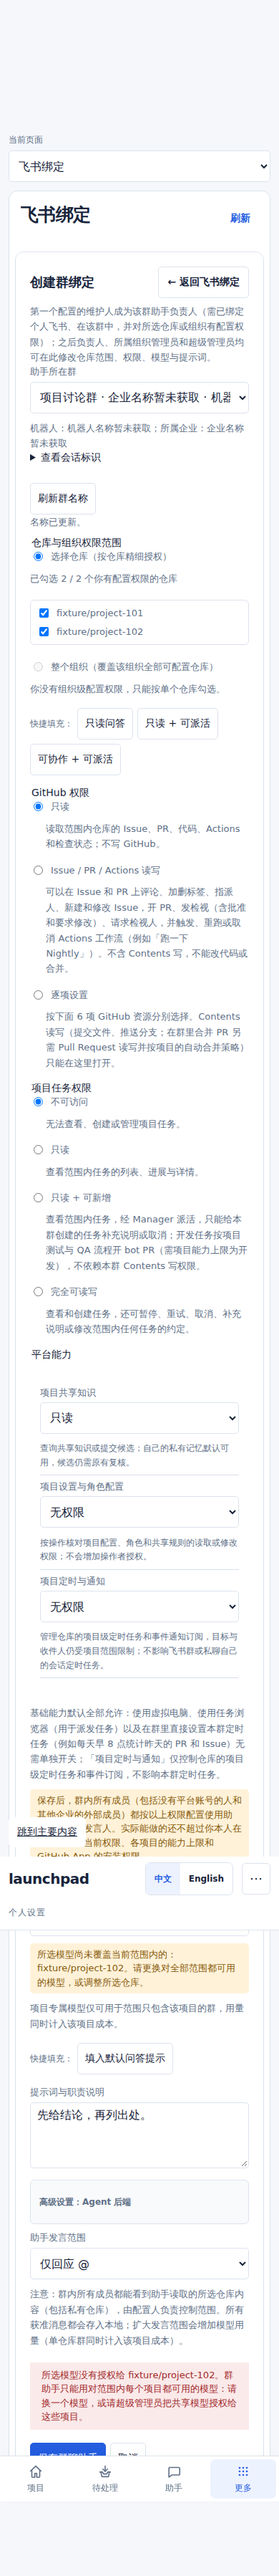 当前页面
飞书绑定
飞书绑定
刷新
创建群绑定
← 返回飞书绑定
第一个配置的维护人成为该群助手负责人（需已绑定
个人飞书、在该群中，并对所选仓库或组织有配置权
限）；之后负责人、所属组织管理员和超级管理员均
可在此修改仓库范围、权限、模型与提示词。
助手所在群
项目讨论群 · 企业名称暂未获取 · 机器
机器人：机器人名称暂未获取；所属企业：企业名称
暂未获取
▶ 查看会话标识
刷新群名称
名称已更新。
仓库与组织权限范围
选择仓库（按仓库精细授权）
已勾选 2 / 2 个你有配置权限的仓库
fixture/project-101
fixture/project-102
整个组织（覆盖该组织全部可配置仓库）
你没有组织级配置权限，只能按单个仓库勾选。
快捷填充：
只读问答
只读 + 可派活
可协作 + 可派活
GitHub 权限
只读
读取范围内仓库的 Issue、PR、代码、Actions
和检查状态；不写 GitHub。
Issue / PR / Actions 读写
可以在 Issue 和 PR 上评论、加删标签、指派
人、新建和修改 Issue，开 PR、发检视（含批准
和要求修改）、请求检视人，并触发、重跑或取
消 Actions 工作流（例如「跑一下
Nightly」）。不含 Contents 写，不能改代码或
合并。
逐项设置
按下面 6 项 GitHub 资源分别选择。Contents
读写（提交文件、推送分支；在群里合并 PR 另
需 Pull Request 读写并按项目的自动合并策略）
只能在这里打开。
项目任务权限
不可访问
无法查看、创建或管理项目任务。
只读
查看范围内任务的列表、进展与详情。
只读 + 可新增
查看范围内任务，经 Manager 派活，只能给本
群创建的任务补充说明或取消；开发任务按项目
测试与 QA 流程开 bot PR（需项目能力上限为开
发），不依赖本群 Contents 写权限。
完全可读写
查看和创建任务，还可暂停、重试、取消、补充
说明或修改范围内任何任务的约定。
平台能力
项目共享知识
只读
查询共享知识或提交候选；自己的私有记忆默认可
用，候选仍需原有复核。
项目设置与角色配置
无权限
按操作核对项目配置、角色和共享规则的读取或修改
权限；不会增加操作者授权。
项目定时与通知
无权限
管理仓库的项目级定时任务和事件通知订阅，目标与
收件人仍受项目范围限制；不影响飞书群或私聊自己
的会话定时任务。
基础能力默认全部允许：使用虚拟电脑、使用任务浏
览器（用于派发任务）以及在群里直接设置本群定时
任务（例如每天早 8 点统计昨天的 PR 和 Issue）无
需单独开关；「项目定时与通知」仅控制仓库的项目
级定时任务和事件订阅，不影响本群定时任务。
保存后，群内所有成员（包括没有平台账号的人和
其他企业的外部成员）都按以上权限配置使用助
发言人。实际能做的还不超过你本人在
当前权限、各项目的能力上限和
跳到主要内容
launchpad
中文
English
⋯
个人设置
所选模型尚未覆盖当前范围内的：
fixture/project-102。请更换对全部范围都可用
的模型，或调整所选仓库。
项目专属模型仅可用于范围只包含该项目的群，用量
同时计入该项目成本。
快捷填充：
填入默认问答提示
提示词与职责说明
先给结论，再列出处。
高级设置：Agent 后端
助手发言范围
仅回应 @
注意：群内所有成员都能看到助手读取的所选仓库内
容（包括私有仓库），由配置人负责控制范围。所有
获准消息都会存入本地；扩大发言范围会增加模型用
量（单仓库群同时计入该项目成本）。
所选模型没有授权给 fixture/project-102。群
助手只能用对范围内每个项目都可用的模型：请
换一个模型，或请超级管理员把共享模型授权给
这些项目。
项目
待处理
助手
更多